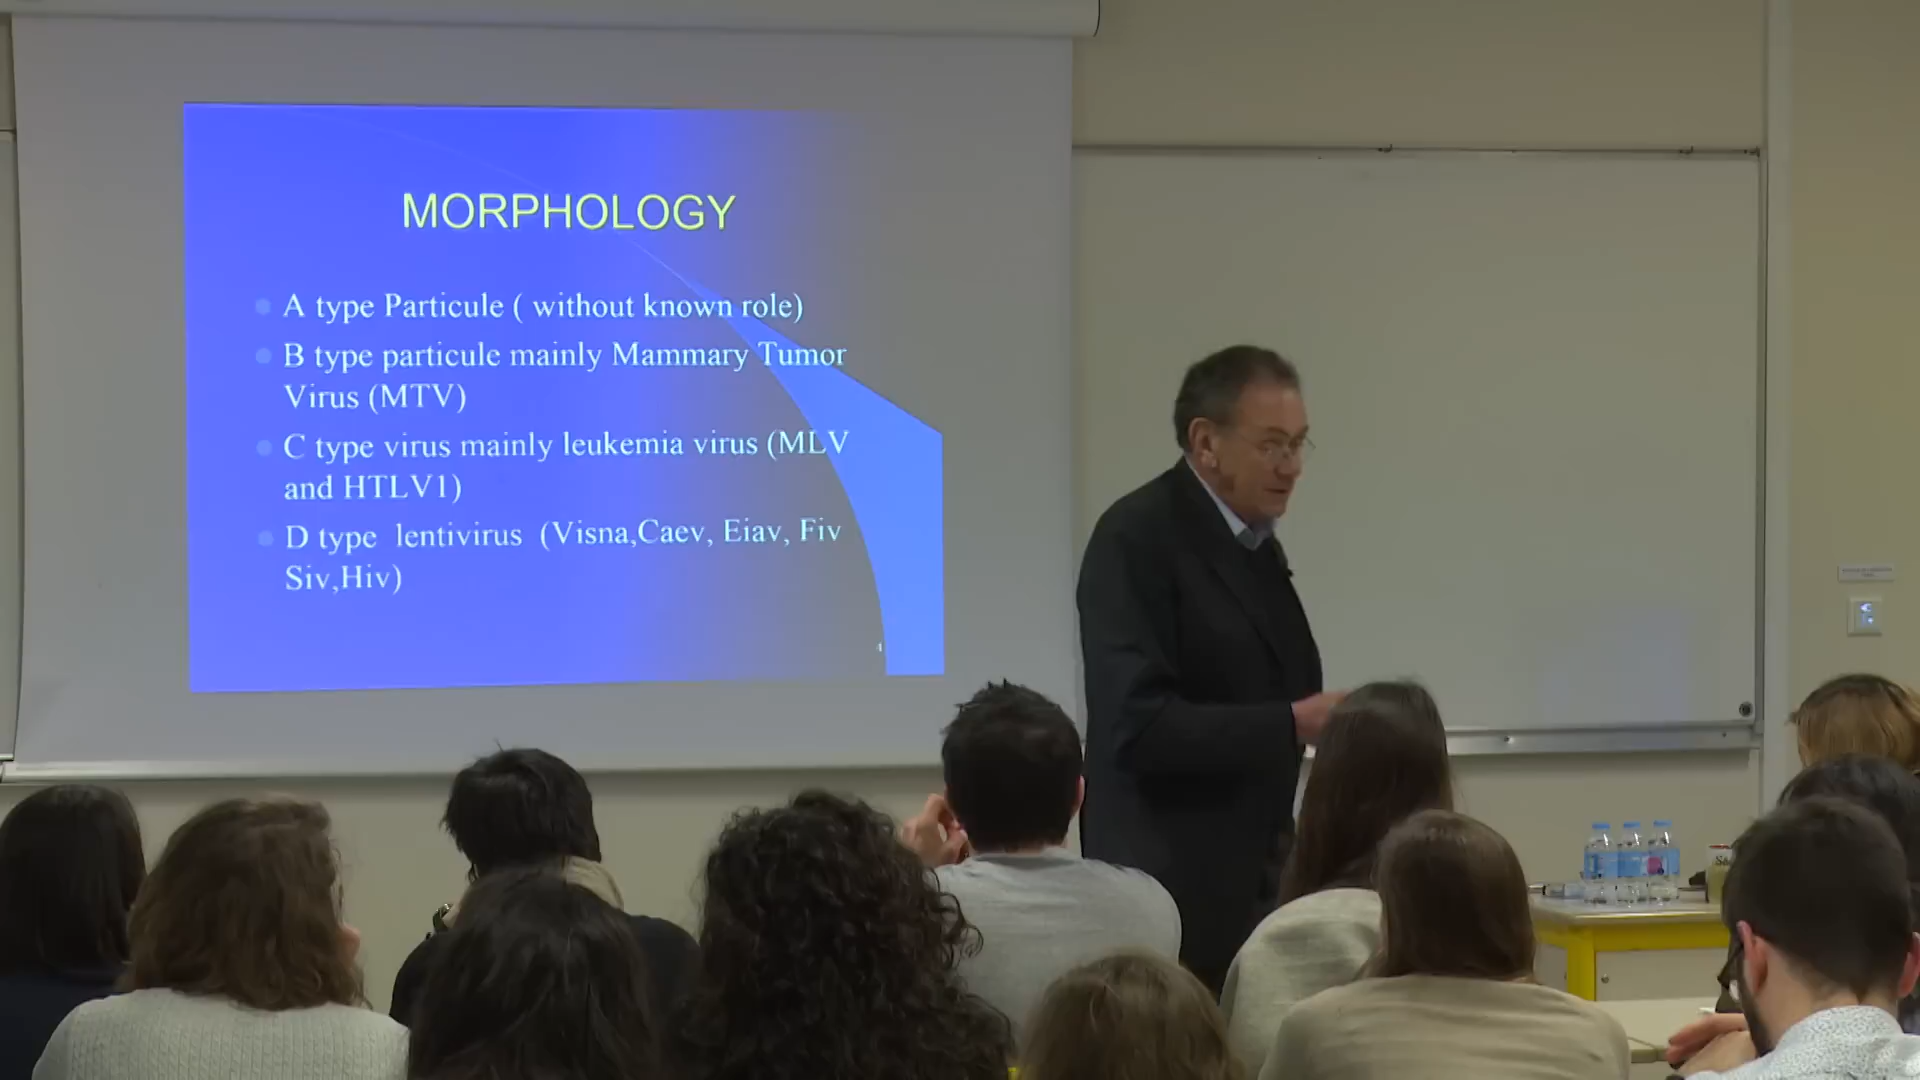 MORPHOLOGY
A type Particule ( without known role)
B type particule mainly Mammary Tumor
Virus (MTV)
C type virus mainly leukemia virus (MLV
and HTLV1)
D type lentivirus (Visna,Caev, Eiav, Fiv
Siv,Hiv)